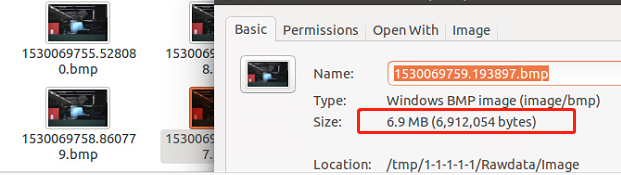 1530069755.52808
0.bmp
15300
8.
1530069758.86077
9.bmp
15300
7.
Basic
Permissions
Open With
Image
Name:
1530069759.193897.bmp
Type:
Windows BMP image (image/bmp)
Size:
6.9 MB (6,912,054 bytes)
Location:
/tmp/1-1-1-1-1/Rawdata/Image